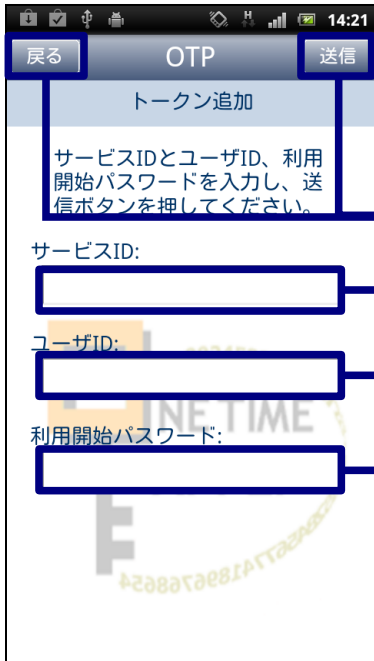 14:21
戻る
OTP
送信
トークン追加
サービスIDとユーザID、利用
開始パスワードを入力し、送
信ボタンを押してください。
サービスID:
ユーザID:
NETIME
利用開始パスワード: